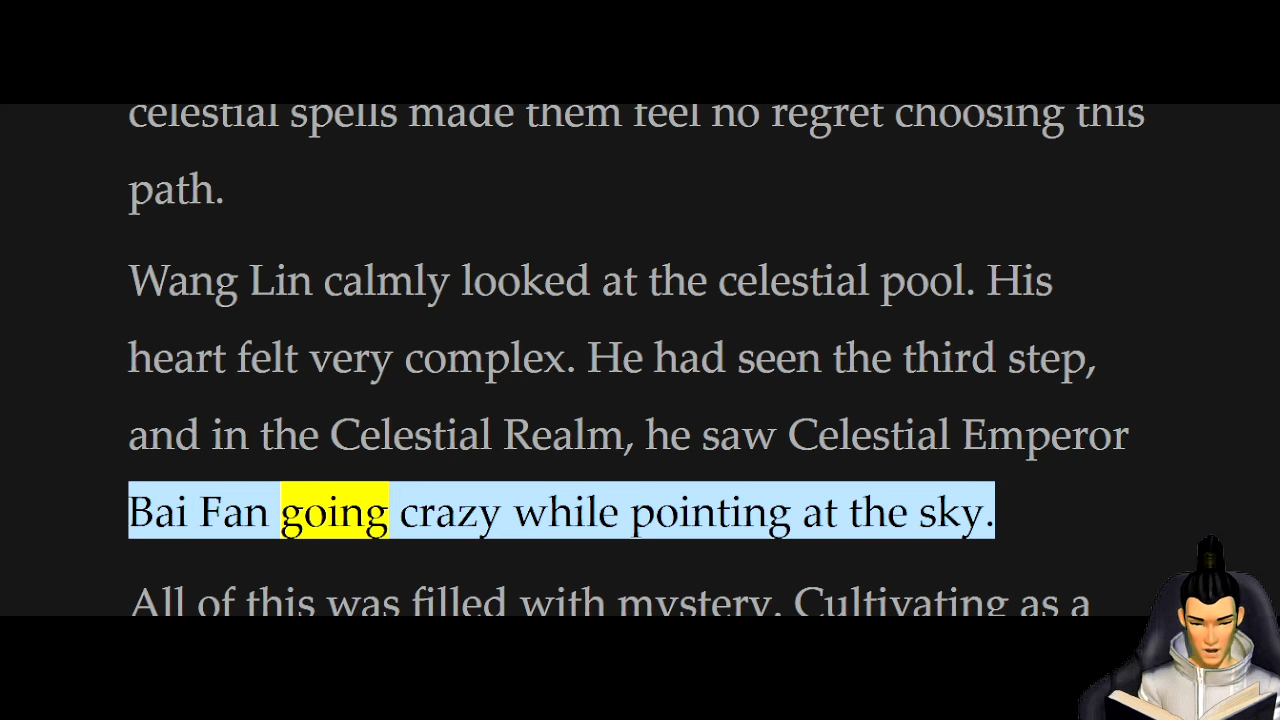 celestial spells made them feel no regret choosing this
path.
Wang Lin calmly looked at the celestial pool. His
heart felt very complex. He had seen the third step,
and in the Celestial Realm, he saw Celestial Emperor
Bai Fan going crazy while pointing at the sky.
All of this was filled with mystery. Cultivating as a